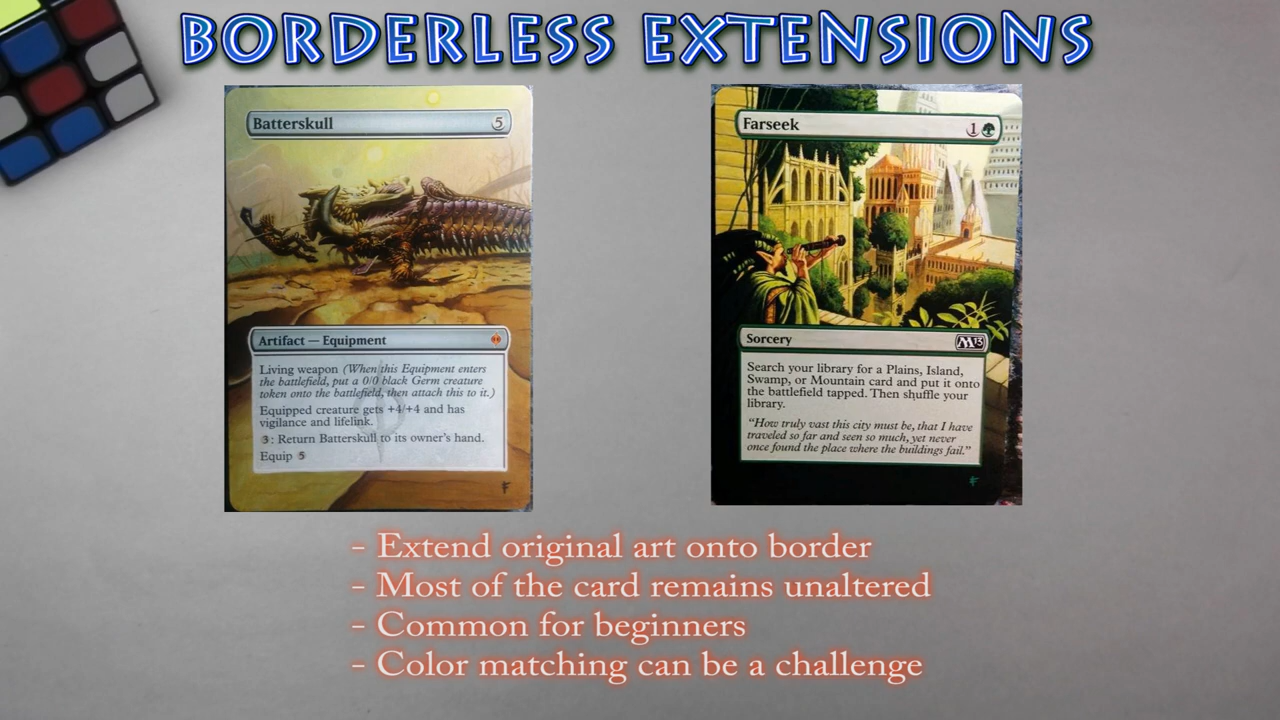 BORDERLESS EXTENSIONS
Batterskull 5
Artifact — Equipment
Living weapon (When this Equipment enters
the battlefield, put a 0/0 black Germ creature
token onto the battlefield, then attach this to it.)
Equipped creature gets +4/+4 and has
vigilance and lifelink.
3: Return Batterskull to its owner's hand.
Equip 5
Farseek 1
Sorcery
M13
Search your library for a Plains, Island,
Swamp, or Mountain card and put it onto
the battlefield tapped. Then shuffle your
library.
"How truly vast this city must be, that I have
traveled so far and seen so much, yet never
once found the place where the buildings fail."
- Extend original art onto border
- Most of the card remains unaltered
- Common for beginners
- Color matching can be a challenge